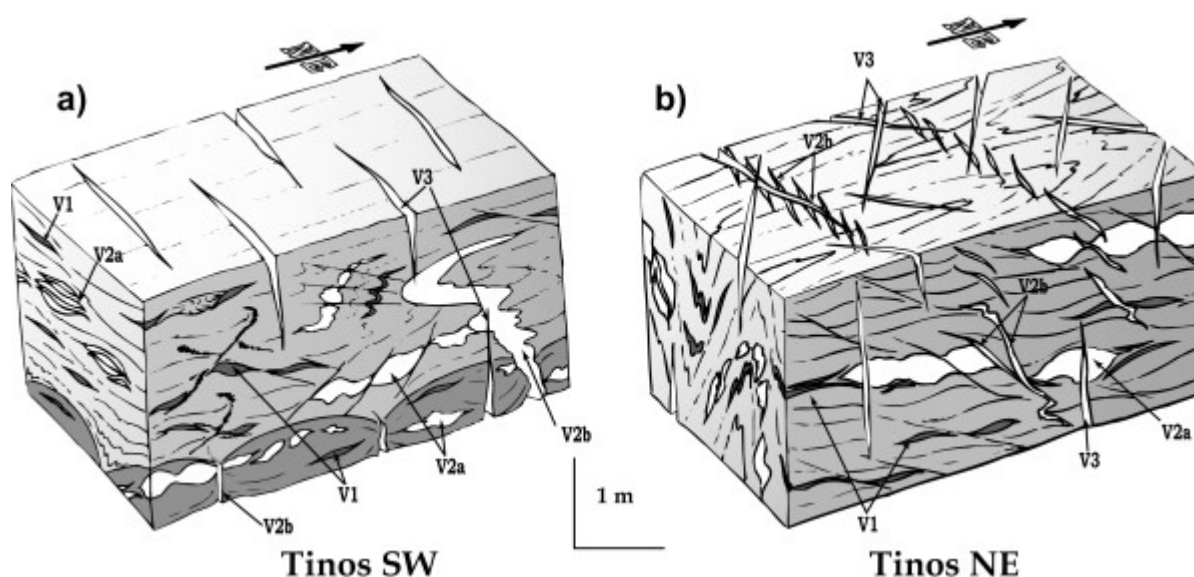 a)
V1
V2a
V3
V2b
V2a
V1
V2b
Tinos SW
1 m
b)
V3
V2b
V2b
V2a
V3
V1
Tinos NE